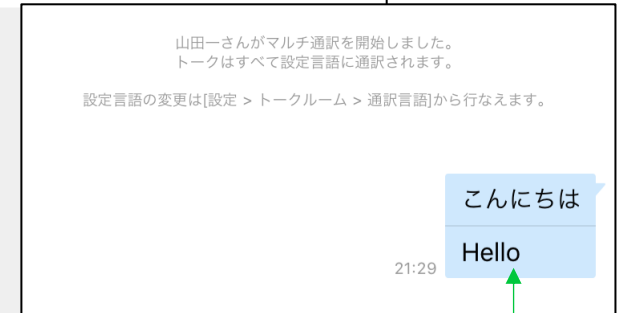 山田一さんがマルチ通訳を開始しました。
トークはすべて設定言語に通訳されます。
設定言語の変更は[設定 > トークルーム > 通訳言語]から行なえます。
こんにちは
Hello
21:29